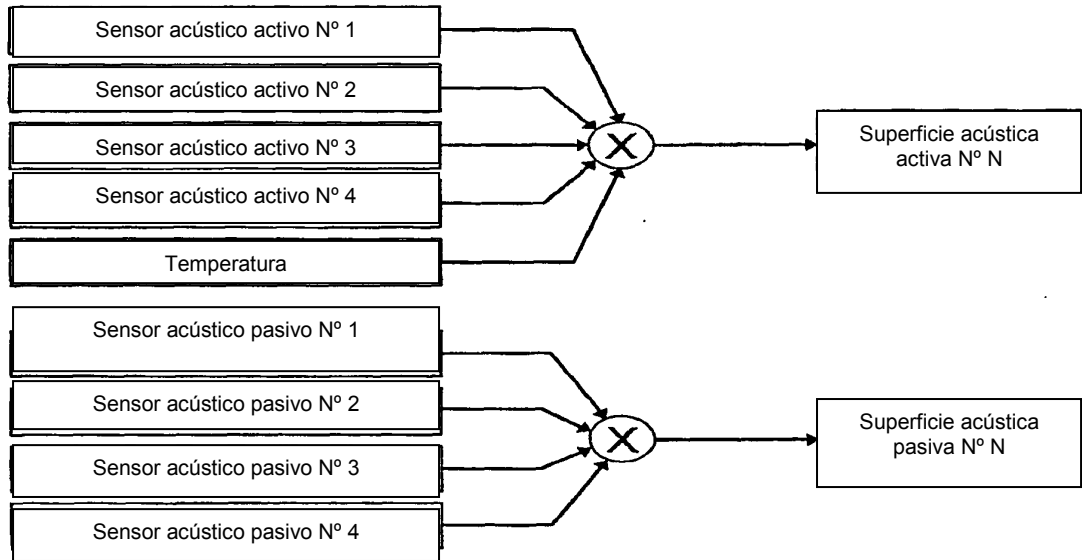 Sensor acústico activo Nº 1
Sensor acústico activo Nº 2
Sensor acústico activo Nº 3
Sensor acústico activo Nº 4
Temperatura
X
Superficie acústica
activa Nº N
Sensor acústico pasivo Nº 1
Sensor acústico pasivo Nº 2
Sensor acústico pasivo Nº 3
Sensor acústico pasivo Nº 4
X
Superficie acústica
pasiva Nº N